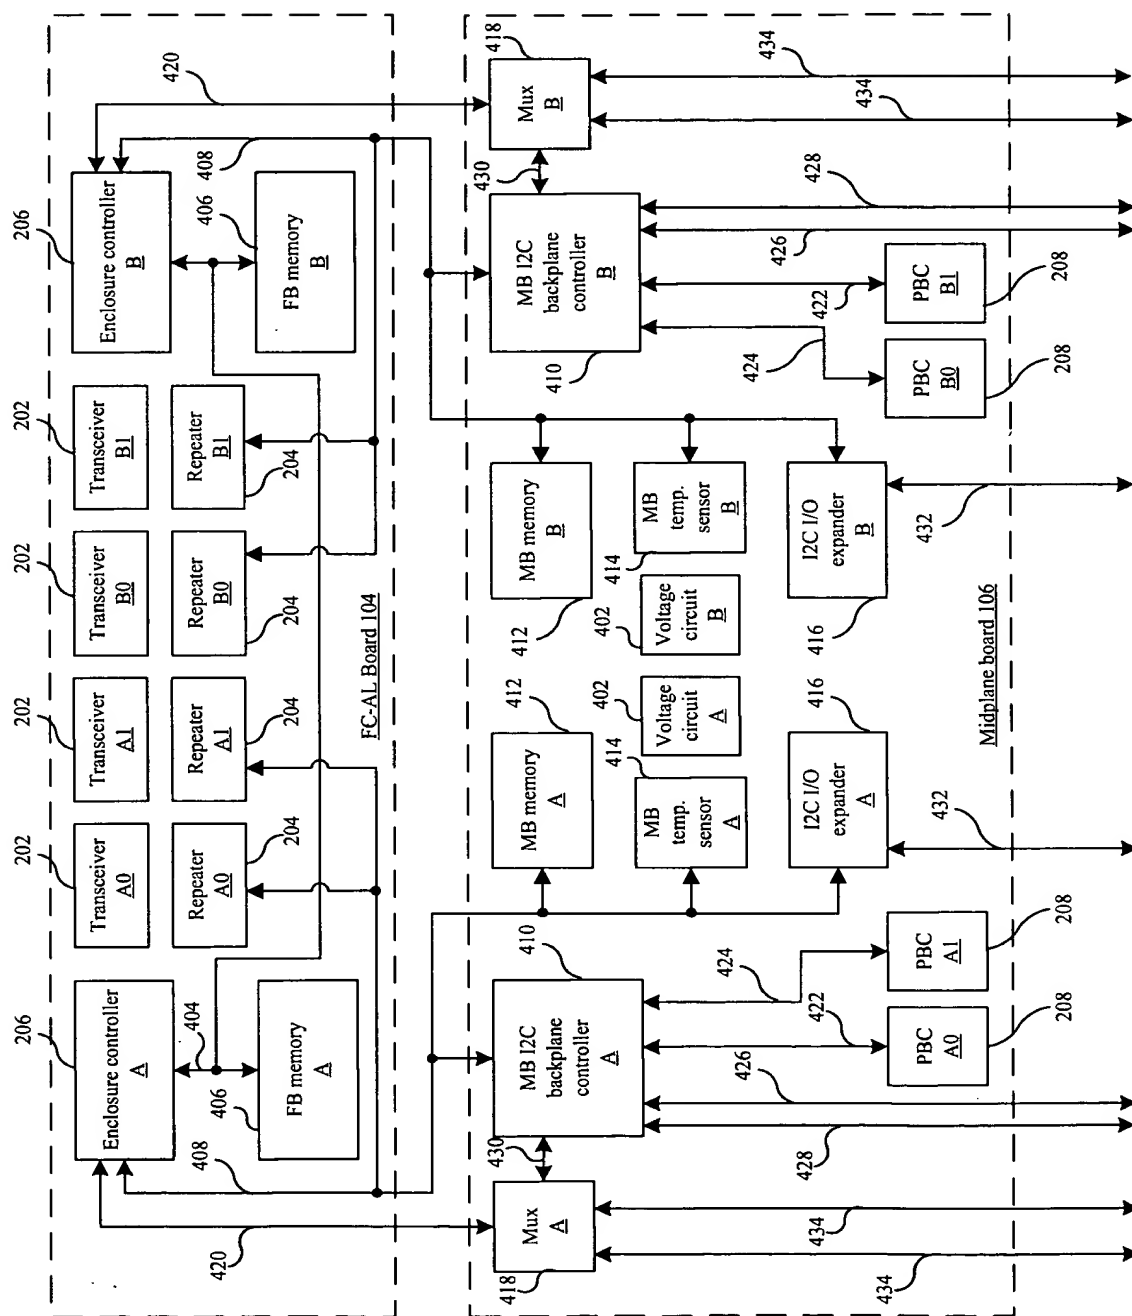 206
202
202
202
202
206
Enclosure controller
A
Transceiver
A0
Transceiver
A1
Transceiver
B0
Transceiver
B1
Enclosure controller
B
420
408
404
406
Repeater
A0
Repeater
A1
Repeater
B0
Repeater
B1
204
204
204
204
FB memory
A
FB memory
B
406
408
420
FC-AL Board 104
418
Mux
A
430
MB I2C
backplane
controller
A
410
412
MB memory
A
MB memory
B
412
410
MB I2C
backplane
controller
B
430
Mux
B
418
414
MB
temp.
sensor
A
402
Voltage
circuit
A
402
Voltage
circuit
B
414
MB
temp.
sensor
B
434
434
428
426
422
424
424
422
426
428
434
434
I2C I/O
expander
A
416
I2C I/O
expander
B
416
PBC
A0
PBC
A1
PBC
B0
PBC
B1
208
208
208
208
432
432
Midplane board 106